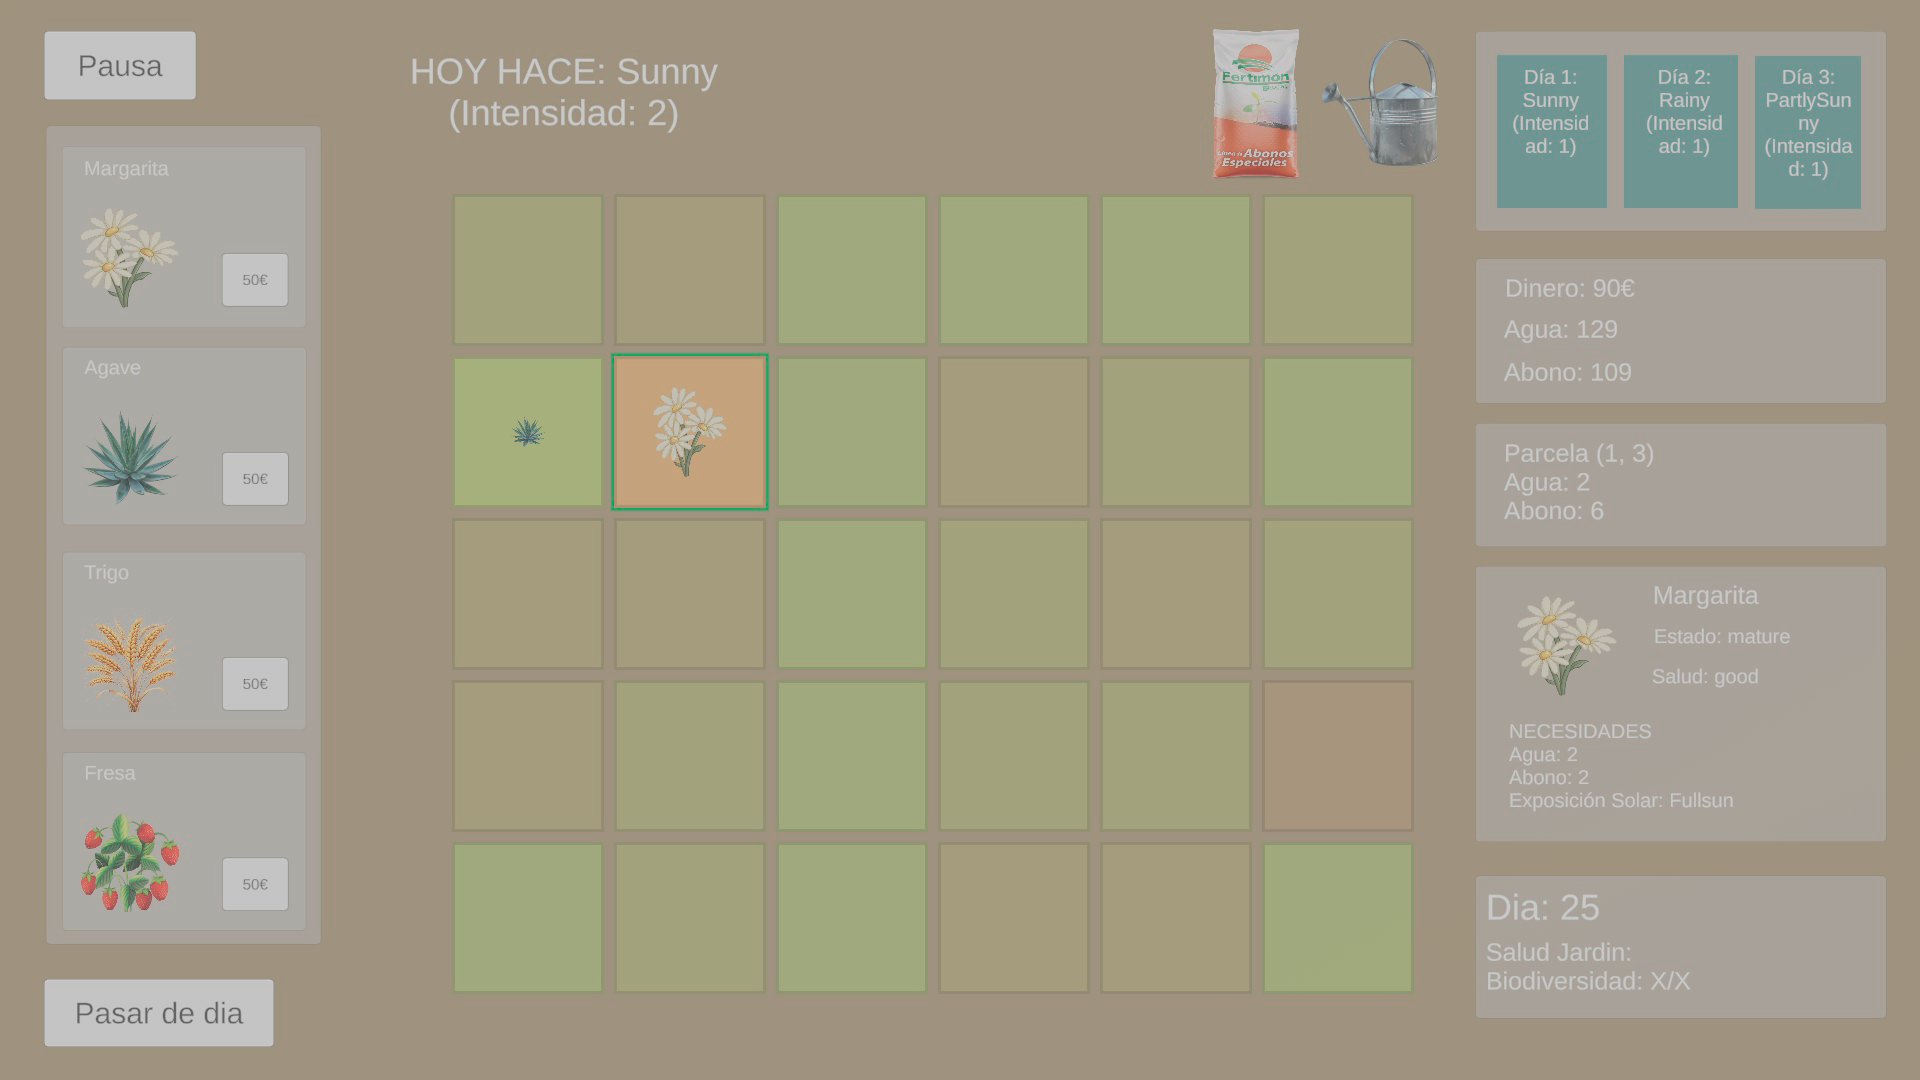 Pausa
HOY HACE: Sunny
(Intensidad: 2)
Fertimón
Abonos
Especiales
Día 1:
Sunny
(Intensid
ad: 1)
Día 2:
Rainy
(Intensid
ad: 1)
Día 3:
PartlySun
ny
(Intensida
d: 1)
Margarita
50€
Agave
50€
Trigo
50€
Fresa
50€
Dinero: 90€
Agua: 129
Abono: 109
Parcela (1, 3)
Agua: 2
Abono: 6
Margarita
Estado: mature
Salud: good
NECESIDADES
Agua: 2
Abono: 2
Exposición Solar: Fullsun
Dia: 25
Salud Jardin:
Biodiversidad: X/X
Pasar de dia